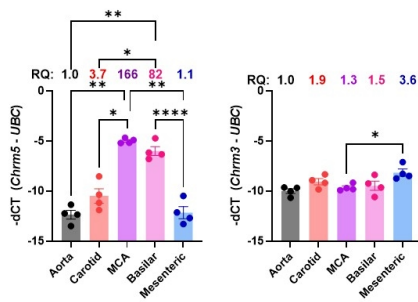 **
*
RQ: 1.0 3.7 166 82 1.1
** **
* ****
-dCT (Chrm5 - UBC)
0
-5
-10
-15
Aorta
Carotid
MCA
Basilar
Mesenteric
RQ: 1.0 1.9 1.3 1.5 3.6
*
-dCT (Chrm3 - UBC)
0
-5
-10
-15
Aorta
Carotid
MCA
Basilar
Mesenteric